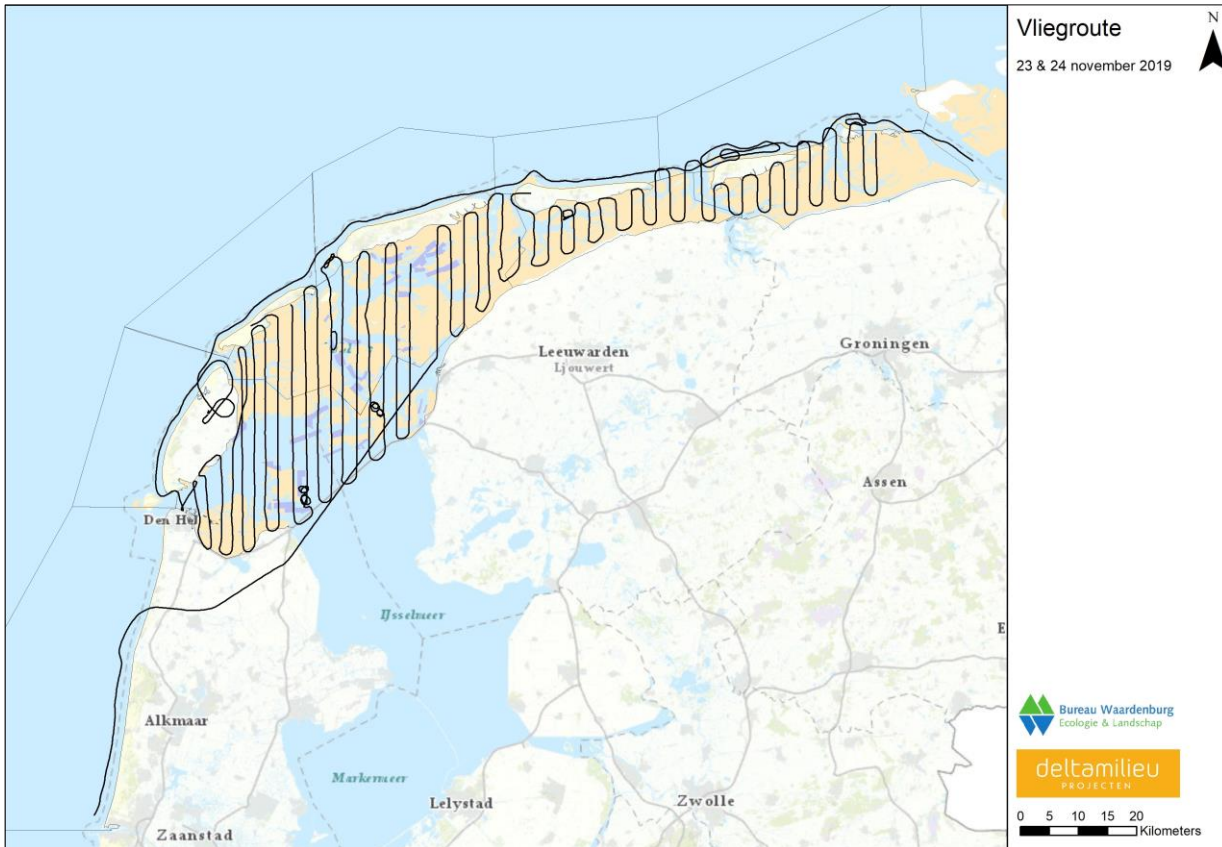 Vliegroute
N
23 & 24 november 2019
Groningen
Leeuwarden
Ljouwert
Assen
Den Hel
IJsselmeer
E
Alkmaar
Markermeer
Lelystad
Zwolle
Zaanstad
Bureau Waardenburg
Ecologie & Landschap
deltamilieu
PROJECTEN
0 5 10 15 20
Kilometers